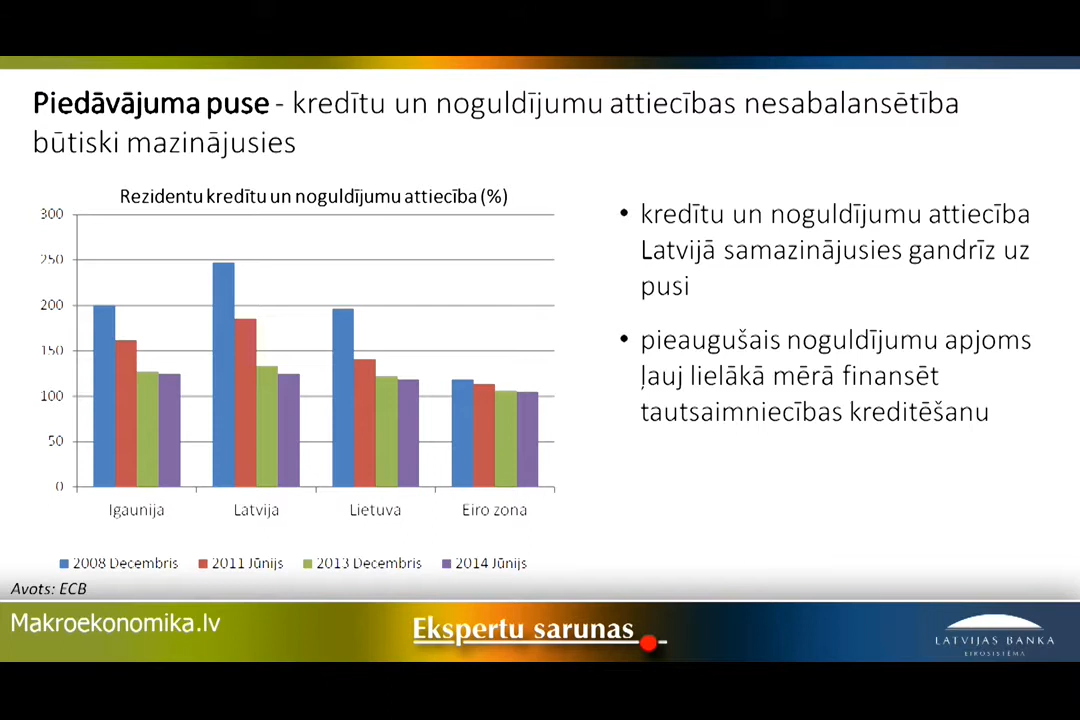 Piedāvājuma puse - kredītu un noguldījumu attiecības nesabalansētība
būtiski mazinājusies
Rezidentu kredītu un noguldījumu attiecība (%)
300
250
200
150
100
50
0
Igaunija Latvija Lietuva Eiro zona
2008 Decembris 2011 Jūnijs 2013 Decembris 2014 Jūnijs
• kredītu un noguldījumu attiecība
Latvijā samazinājusies gandrīz uz
pusi
• pieaugušais noguldījumu apjoms
ļauj lielākā mērā finansēt
tautsaimniecības kreditēšanu
Avots: ECB
Makroekonomika.lv
Ekspertu sarunas
LATVIJAS BANKA
EIROSISTĒMA